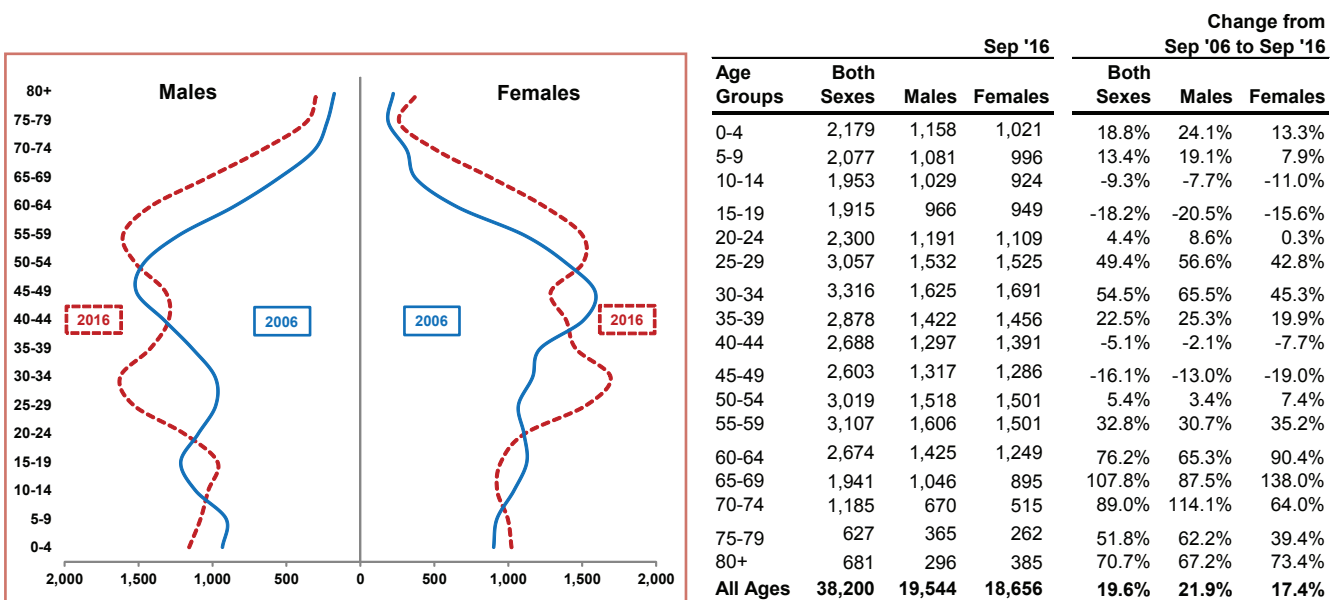 Males
Females
80+
75-79
70-74
65-69
60-64
55-59
50-54
45-49
40-44
35-39
30-34
25-29
20-24
15-19
10-14
5-9
0-4
2016
2006
2006
2016
2,000 1,500 1,000 500 0 500 1,000 1,500 2,000
Change from
Sep '16 Sep '06 to Sep '16
Age Both Both
Groups Sexes Males Females Sexes Males Females
0-4 2,179 1,158 1,021 18.8% 24.1% 13.3%
5-9 2,077 1,081 996 13.4% 19.1% 7.9%
10-14 1,953 1,029 924 -9.3% -7.7% -11.0%
15-19 1,915 966 949 -18.2% -20.5% -15.6%
20-24 2,300 1,191 1,109 4.4% 8.6% 0.3%
25-29 3,057 1,532 1,525 49.4% 56.6% 42.8%
30-34 3,316 1,625 1,691 54.5% 65.5% 45.3%
35-39 2,878 1,422 1,456 22.5% 25.3% 19.9%
40-44 2,688 1,297 1,391 -5.1% -2.1% -7.7%
45-49 2,603 1,317 1,286 -16.1% -13.0% -19.0%
50-54 3,019 1,518 1,501 5.4% 3.4% 7.4%
55-59 3,107 1,606 1,501 32.8% 30.7% 35.2%
60-64 2,674 1,425 1,249 76.2% 65.3% 90.4%
65-69 1,941 1,046 895 107.8% 87.5% 138.0%
70-74 1,185 670 515 89.0% 114.1% 64.0%
75-79 627 365 262 51.8% 62.2% 39.4%
80+ 681 296 385 70.7% 67.2% 73.4%
All Ages 38,200 19,544 18,656 19.6% 21.9% 17.4%